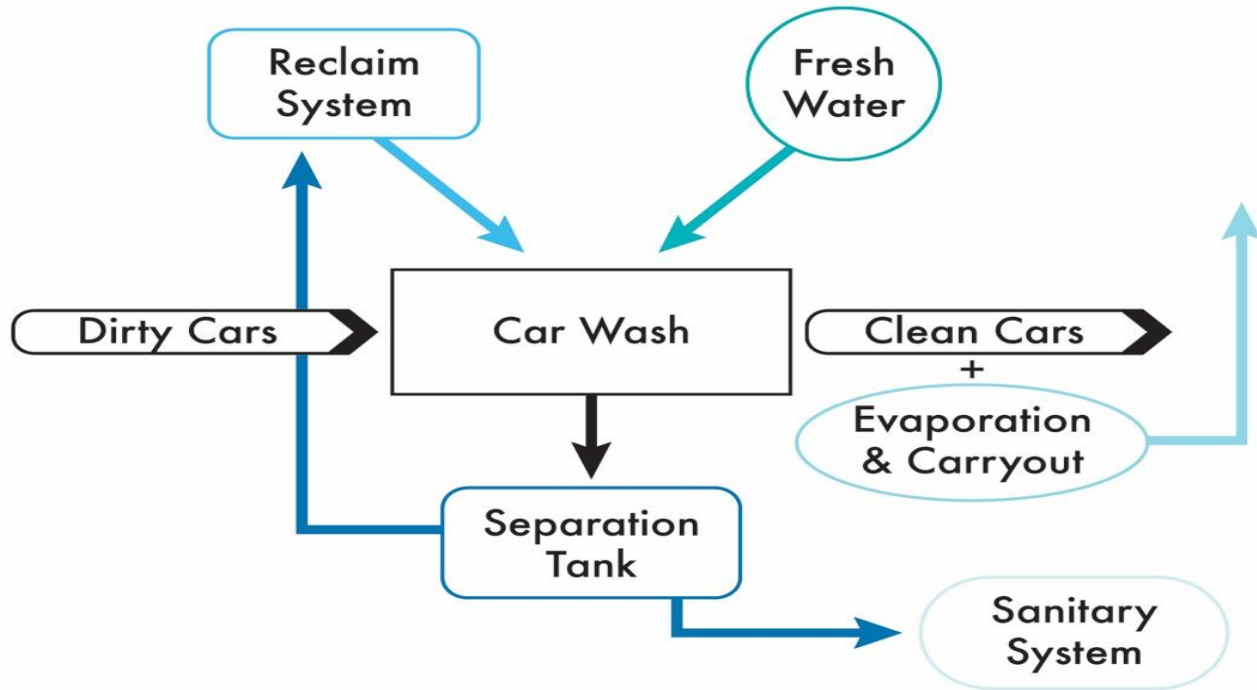 Reclaim
System
Fresh
Water
Dirty Cars
Car Wash
Clean Cars
+
Evaporation
& Carryout
Separation
Tank
Sanitary
System